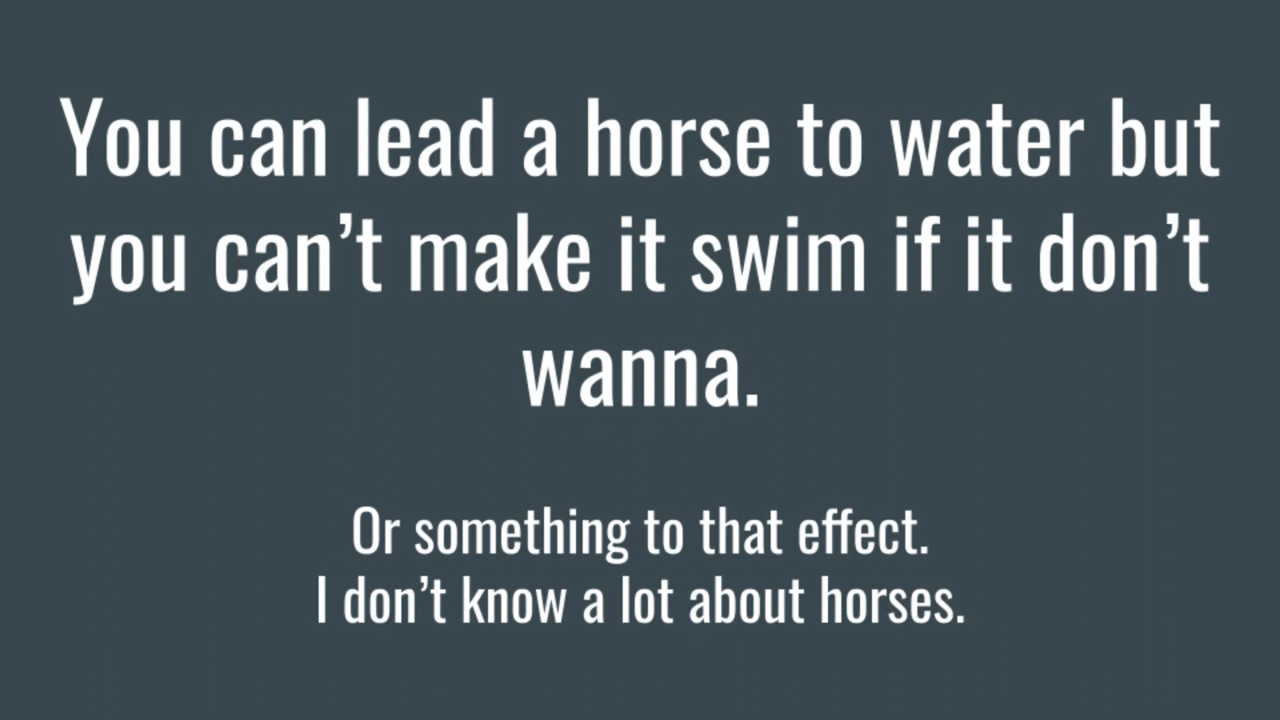 You can lead a horse to water but
you can’t make it swim if it don’t
wanna.
Or something to that effect.
I don’t know a lot about horses.